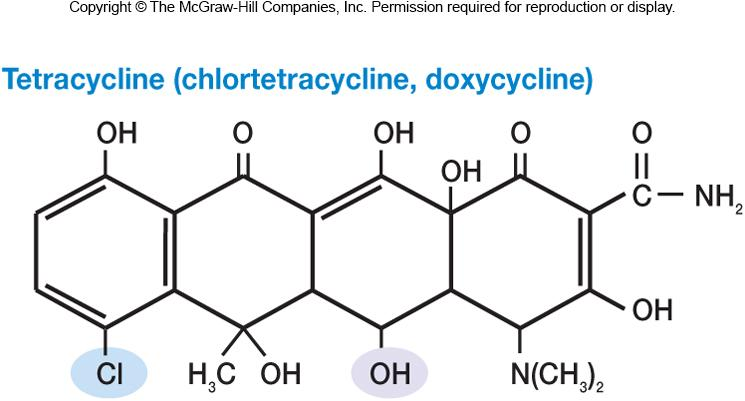 Copyright © The McGraw-Hill Companies, Inc. Permission required for reproduction or display.
Tetracycline (chlortetracycline, doxycycline)
OH O OH O O
OH
C NH₂
OH
Cl H₃C OH OH N(CH₃)₂